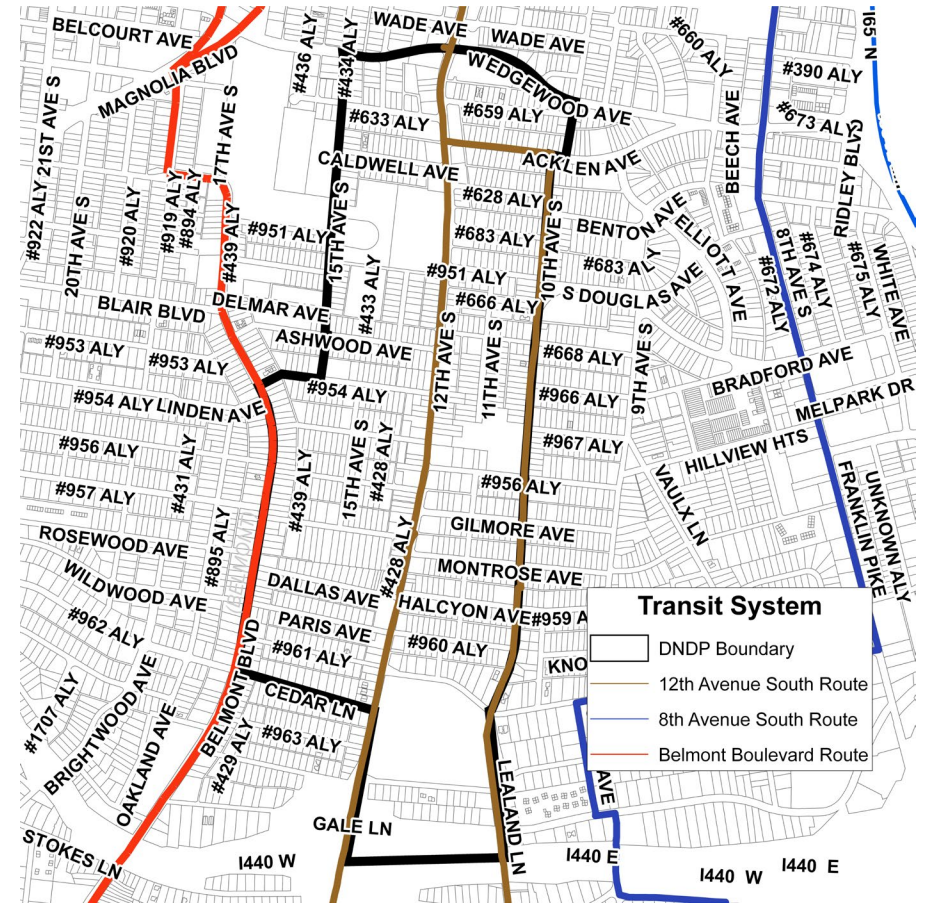 BELCOURT AVE
WADE AVE
WADE AVE
#660 ALY
I65 N
#436 ALY
#434 ALY
MAGNOLIA BLVD
WEDGEWOOD AVE
#390 ALY
#922 ALY
21ST AVE S
17TH AVE S
#633 ALY
#659 ALY
BEECH AVE
#673 ALY
RIDLEY BLVD
CALDWELL AVE
ACKLEN AVE
20TH AVE S
#920 ALY
#919 ALY
#894 ALY
#439 ALY
#951 ALY
15TH AVE S
#628 ALY
10TH AVE S
BENTON AVE
#683 ALY
ELLIOTT AVE
#683 ALY
#672 ALY
8TH AVE S
#674 ALY
#675 ALY
WHITE AVE
#433 ALY
#951 ALY
S DOUGLAS AVE
BLAIR BLVD
DELMAR AVE
#666 ALY
#953 ALY
#953 ALY
ASHWOOD AVE
12TH AVE S
11TH AVE S
#668 ALY
9TH AVE S
BRADFORD AVE
#954 ALY
LINDEN AVE
#954 ALY
#966 ALY
MELPARK DR
#956 ALY
#431 ALY
15TH AVE S
#428 ALY
#967 ALY
HILLVIEW HTS
#957 ALY
#439 ALY
#956 ALY
VAULX LN
FRANKLIN PIKE
UNKNOWN ALY
ROSEWOOD AVE
#895 ALY
BELMONT
#428 ALY
GILMORE AVE
WILDWOOD AVE
DALLAS AVE
MONTROSE AVE
#962 ALY
PARIS AVE
HALCYON AVE
#959 A
#961 ALY
#960 ALY
KNO
BELMONT BLVD
CEDAR LN
#1707 ALY
BRIGHTWOOD AVE
OAKLAND AVE
#429 ALY
#963 ALY
LEALAND LN
AVE
GALE LN
STOKES LN
I440 W
I440 E
I440 W
I440 E
Transit System
DNDP Boundary
12th Avenue South Route
8th Avenue South Route
Belmont Boulevard Route